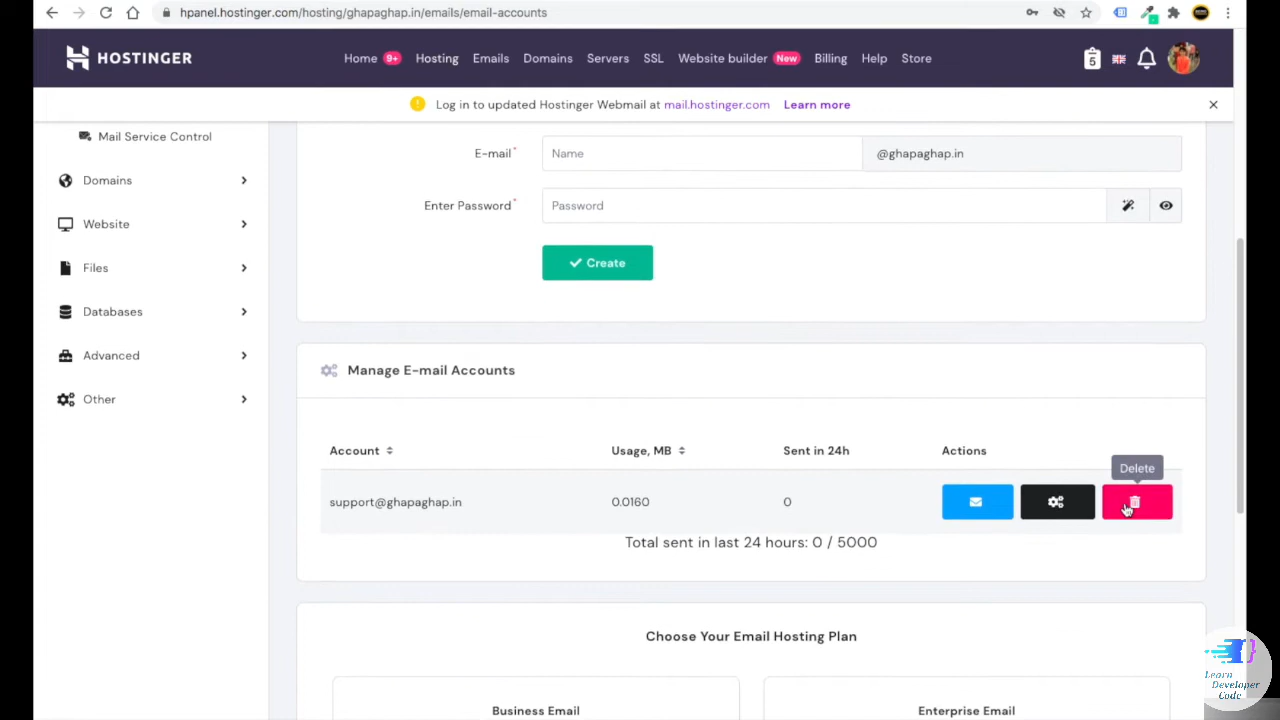 hpanel.hostinger.com/hosting/ghapaghap.in/emails/email-accounts
HOSTINGER
Home 9+ Hosting Emails Domains Servers SSL Website builder New Billing Help Store
5
Log in to updated Hostinger Webmail at mail.hostinger.com Learn more
Mail Service Control
Domains
Website
Files
Databases
Advanced
Other
E-mail* Name @ghapaghap.in
Enter Password* Password
Create
Manage E-mail Accounts
Account Usage, MB Sent in 24h Actions
Delete
support@ghapaghap.in 0.0160 0
Total sent in last 24 hours: 0 / 5000
Choose Your Email Hosting Plan
Business Email Enterprise Email
Learn
Developer
Code